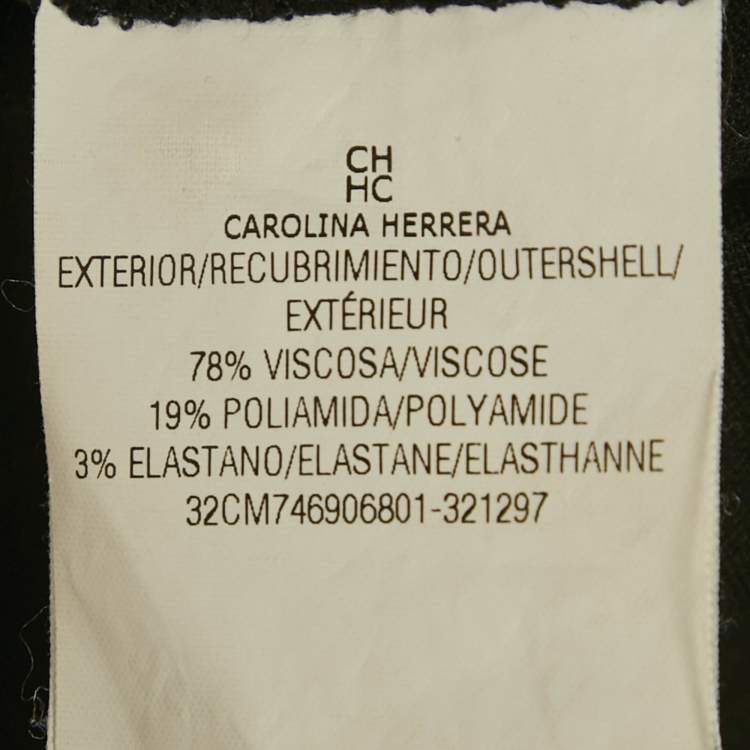 CH
HC
CAROLINA HERRERA
EXTERIOR/RECUBRIMIENTO/OUTERSHELL/
EXTÉRIEUR
78% VISCOSA/VISCOSE
19% POLIAMIDA/POLYAMIDE
3% ELASTANO/ELASTANE/ELASTHANNE
32CM746906801-321297